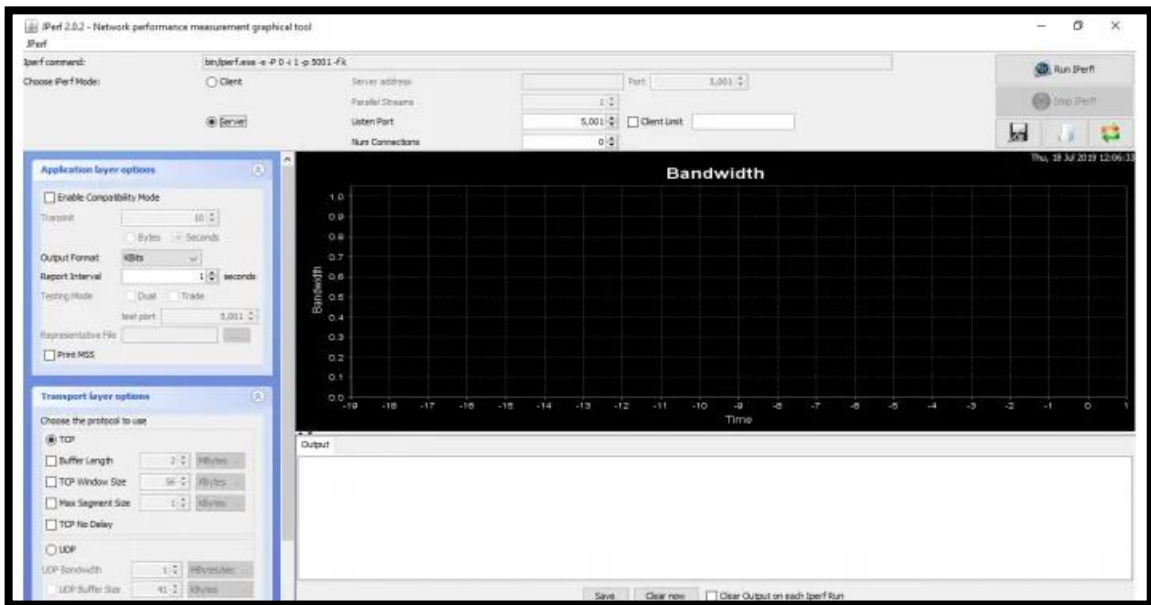 JPerf 2.0.2 - Network performance measurement graphical tool
JPerf
Iperf command: bin/iperf.exe -s -P 0 -i 1 -p 5001 -f k
Choose iPerf Mode: Client Server address Port 5,001
Parallel Streams 1
Server Listen Port 5,001 Client Limit
Num Connections 0
Run IPerf!
Stop IPerf!
Application layer options
Enable Compatibility Mode
Transmit 10
Bytes Seconds
Output Format KBits
Report Interval 1 seconds
Testing Mode Dual Trade
test port 5,001
Representative File ...
Print MSS
Transport layer options
Choose the protocol to use
TCP
Buffer Length 2 MBytes
TCP Window Size 56 KBytes
Max Segment Size 1 KBytes
TCP No Delay
UDP
UDP Bandwidth 1 MBytes/sec
UDP Buffer Size 41 KBytes
Thu, 18 Jul 2019 12:06:33
Bandwidth
1.0
0.9
0.8
0.7
0.6
0.5
0.4
0.3
0.2
0.1
0.0
Bandwidth
-19 -18 -17 -16 -15 -14 -13 -12 -11 -10 -9 -8 -7 -6 -5 -4 -3 -2 -1 0 1
Time
Output
Save Clear now Clear Output on each Iperf Run